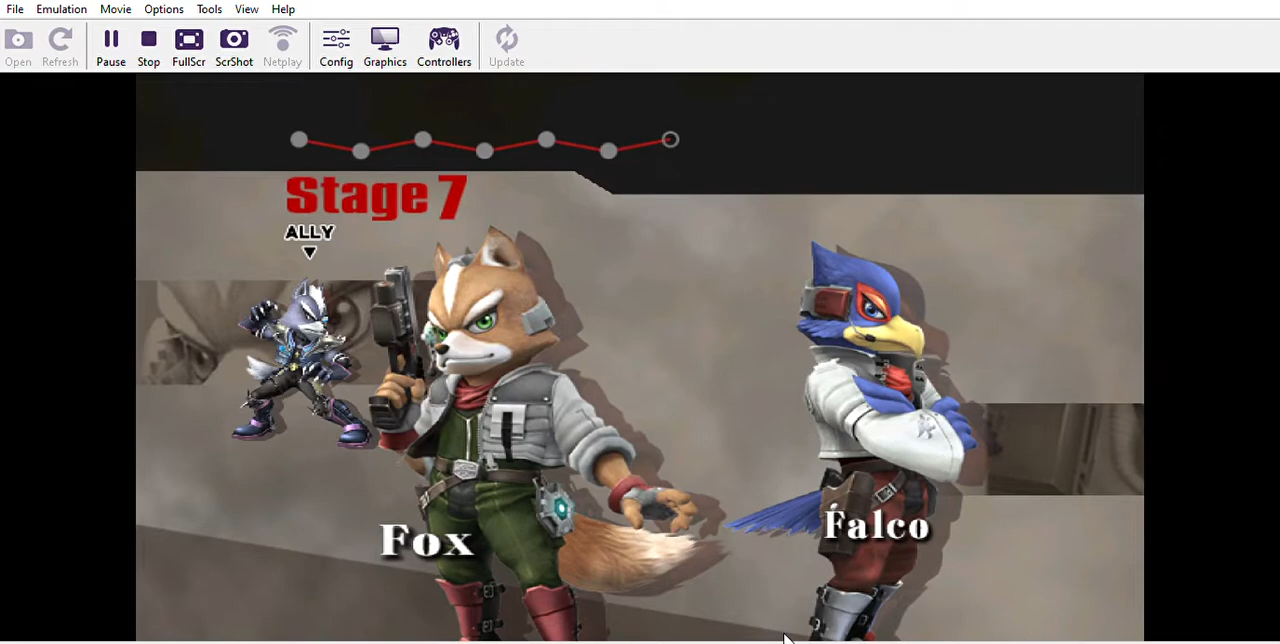 File Emulation Movie Options Tools View Help
Open Refresh Pause Stop FullScr ScrShot Netplay Config Graphics Controllers Update
Stage 7
ALLY
Fox
Falco